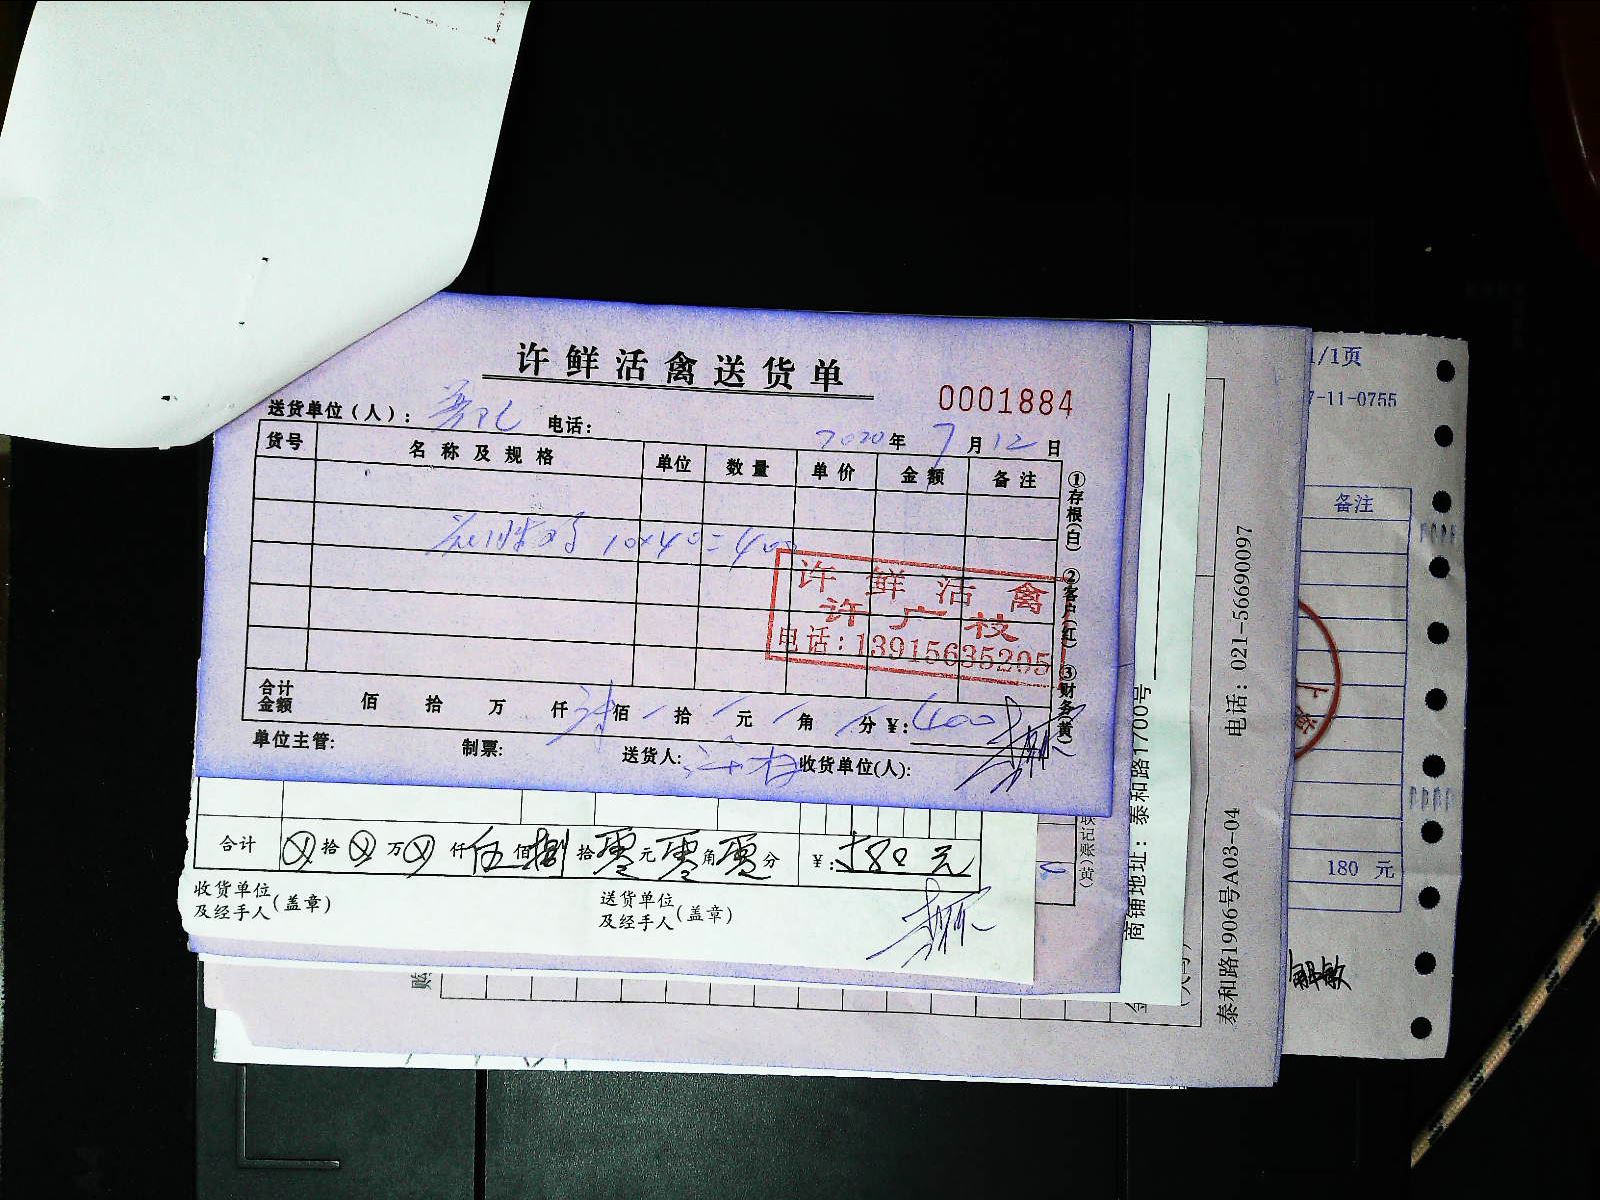 许鲜活禽送货单
0001884
送货单位(人): 电话:
2020年7月12日
货号 名称及规格 单位 数量 单价 金额 备注
10×40=400
许鲜活禽
许广枝
电话:13915635205
①存根(白) ②客户(红) ③财务(黄)
合计金额 佰 拾 万 仟 佰 拾 元 角 分 ¥:400
单位主管: 制票: 送货人: 收货单位(人):
合计 拾 万 仟伍佰捌拾零元零角零分 ¥:580元
收货单位及经手人(盖章) 送货单位及经手人(盖章)
商铺地址:泰和路1700号
泰和路1906号A03-04 电话:021-56690097
1/1页
7-11-0755
备注
180 元